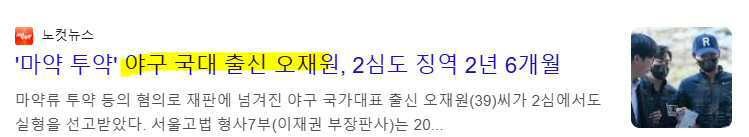 노컷뉴스
'마약 투약' 야구 국대 출신 오재원, 2심도 징역 2년 6개월
마약류 투약 등의 혐의로 재판에 넘겨진 야구 국가대표 출신 오재원(39)씨가 2심에서도
실형을 선고받았다. 서울고법 형사7부(이재권 부장판사)는 20...
R